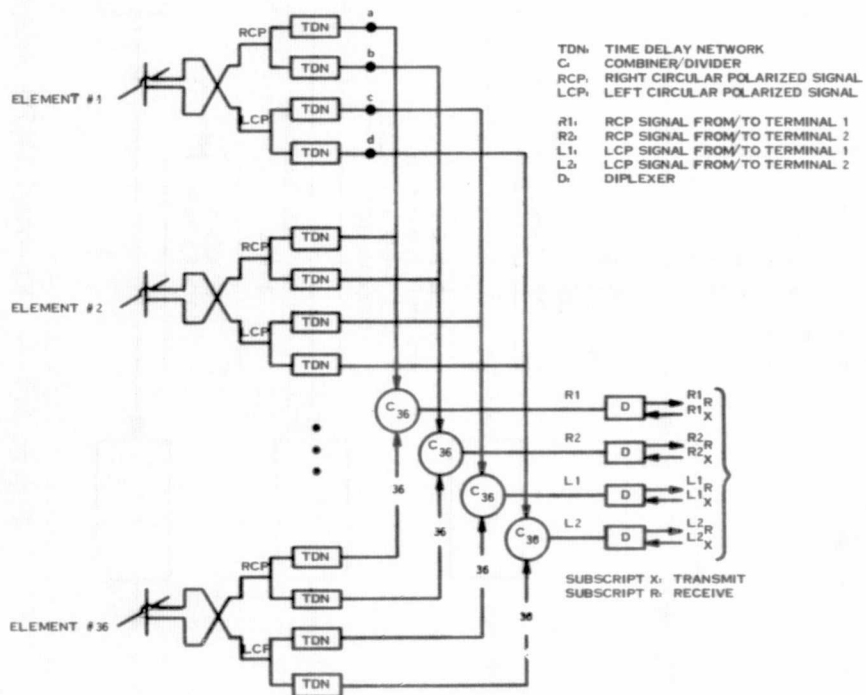 RCP
TDN
a
TDN
b
ELEMENT #1
TDN
c
LCP
TDN
d
TDN: TIME DELAY NETWORK
C: COMBINER/DIVIDER
RCP: RIGHT CIRCULAR POLARIZED SIGNAL
LCP: LEFT CIRCULAR POLARIZED SIGNAL
R1: RCP SIGNAL FROM/TO TERMINAL 1
R2: RCP SIGNAL FROM/TO TERMINAL 2
L1: LCP SIGNAL FROM/TO TERMINAL 1
L2: LCP SIGNAL FROM/TO TERMINAL 2
D: DIPLEXER
RCP
TDN
TDN
ELEMENT #2
TDN
LCP
TDN
C36 R1 D R1R
R1X
C36 R2 D R2R
R2X
C36 L1 D L1R
L1X
C36 L2 D L2R
L2X
36
36
36
36
SUBSCRIPT X: TRANSMIT
SUBSCRIPT R: RECEIVE
RCP
TDN
TDN
ELEMENT #36
TDN
LCP
TDN